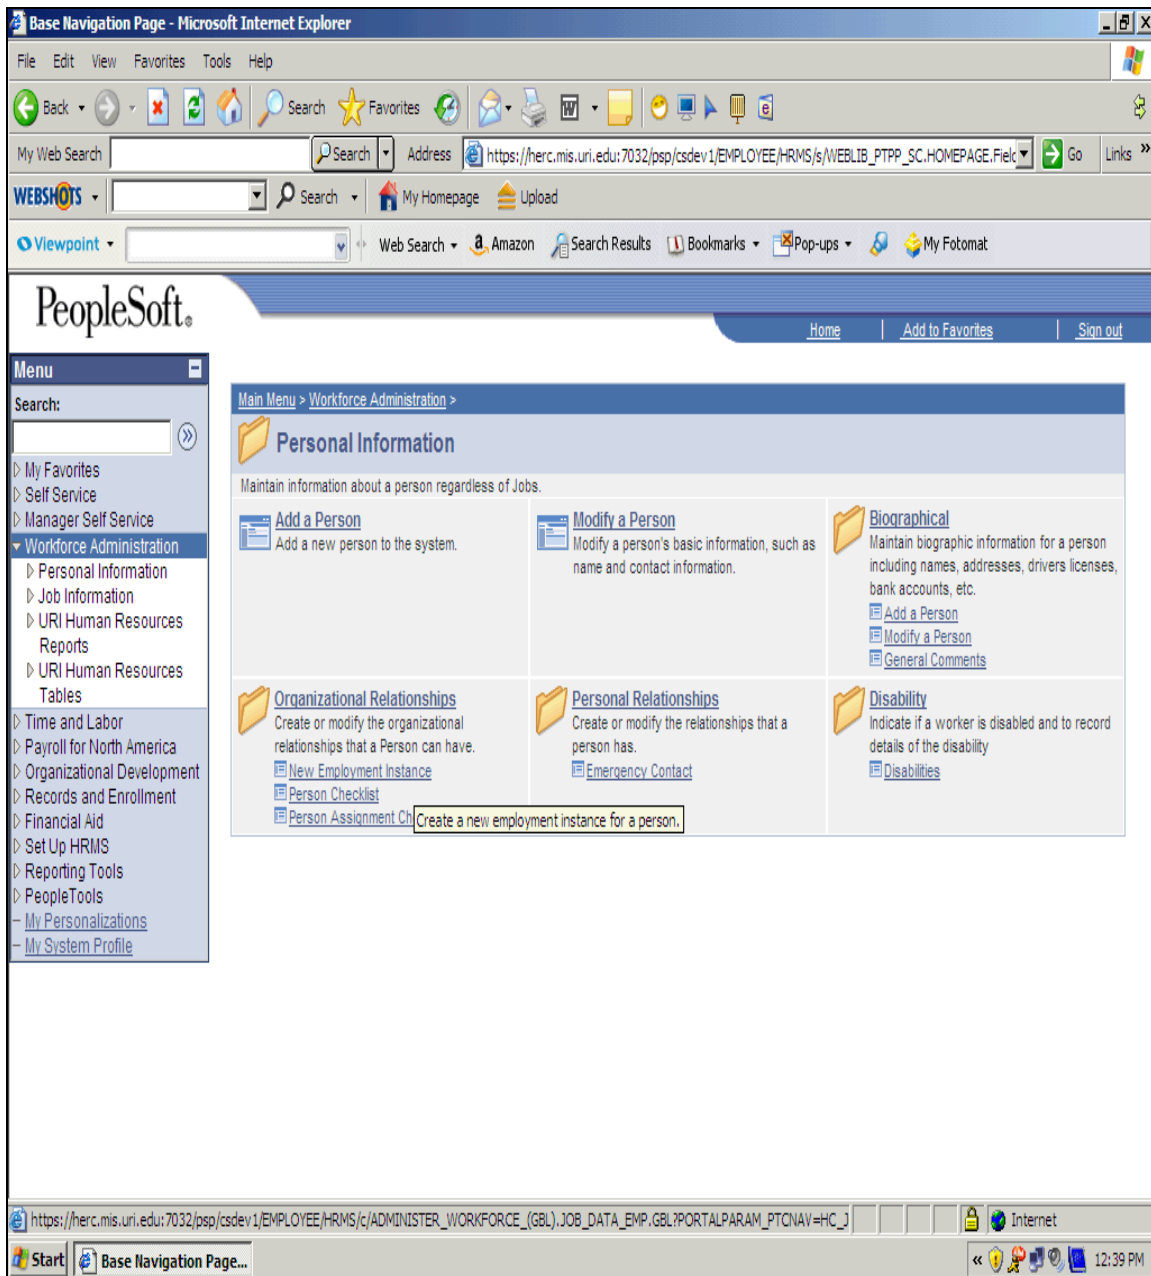 Base Navigation Page - Microsoft Internet Explorer
File Edit View Favorites Tools Help
Back Search Favorites
My Web Search Search Address https://herc.mis.uri.edu:7032/psp/csdev1/EMPLOYEE/HRMS/s/WEBLIB_PTPP_SC.HOMEPAGE.Field Go Links »
WEBSHOTS Search My Homepage Upload
Viewpoint Web Search Amazon Search Results Bookmarks Pop-ups My Fotomat
PeopleSoft®
Home | Add to Favorites | Sign out
Menu
Search:
My Favorites
Self Service
Manager Self Service
Workforce Administration
Personal Information
Job Information
URI Human Resources
Reports
URI Human Resources
Tables
Time and Labor
Payroll for North America
Organizational Development
Records and Enrollment
Financial Aid
Set Up HRMS
Reporting Tools
PeopleTools
My Personalizations
My System Profile
Main Menu > Workforce Administration >
Personal Information
Maintain information about a person regardless of Jobs.
Add a Person
Add a new person to the system.
Modify a Person
Modify a person's basic information, such as
name and contact information.
Biographical
Maintain biographic information for a person
including names, addresses, drivers licenses,
bank accounts, etc.
Add a Person
Modify a Person
General Comments
Organizational Relationships
Create or modify the organizational
relationships that a Person can have.
New Employment Instance
Person Checklist
Person Assignment Ch
Create a new employment instance for a person.
Personal Relationships
Create or modify the relationships that a
person has.
Emergency Contact
Disability
Indicate if a worker is disabled and to record
details of the disability
Disabilities
https://herc.mis.uri.edu:7032/psp/csdev1/EMPLOYEE/HRMS/c/ADMINISTER_WORKFORCE_(GBL).JOB_DATA_EMP.GBL?PORTALPARAM_PTCNAV=HC_J Internet
Start Base Navigation Page... « 12:39 PM